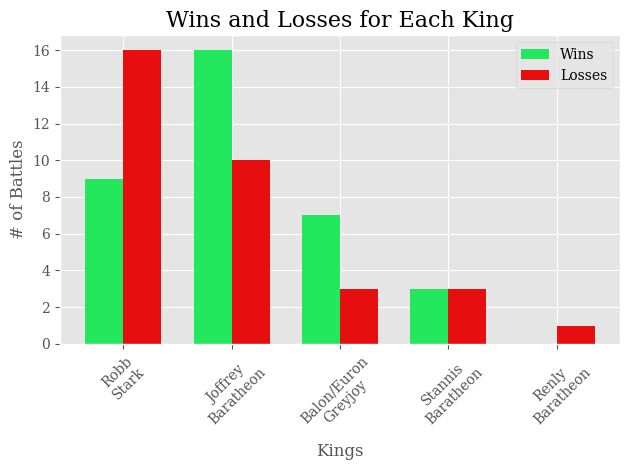 Wins and Losses for Each King
Wins
Losses
# of Battles
16
14
12
10
8
6
4
2
0
Robb
Stark
Joffrey
Baratheon
Balon/Euron
Greyjoy
Stannis
Baratheon
Renly
Baratheon
Kings